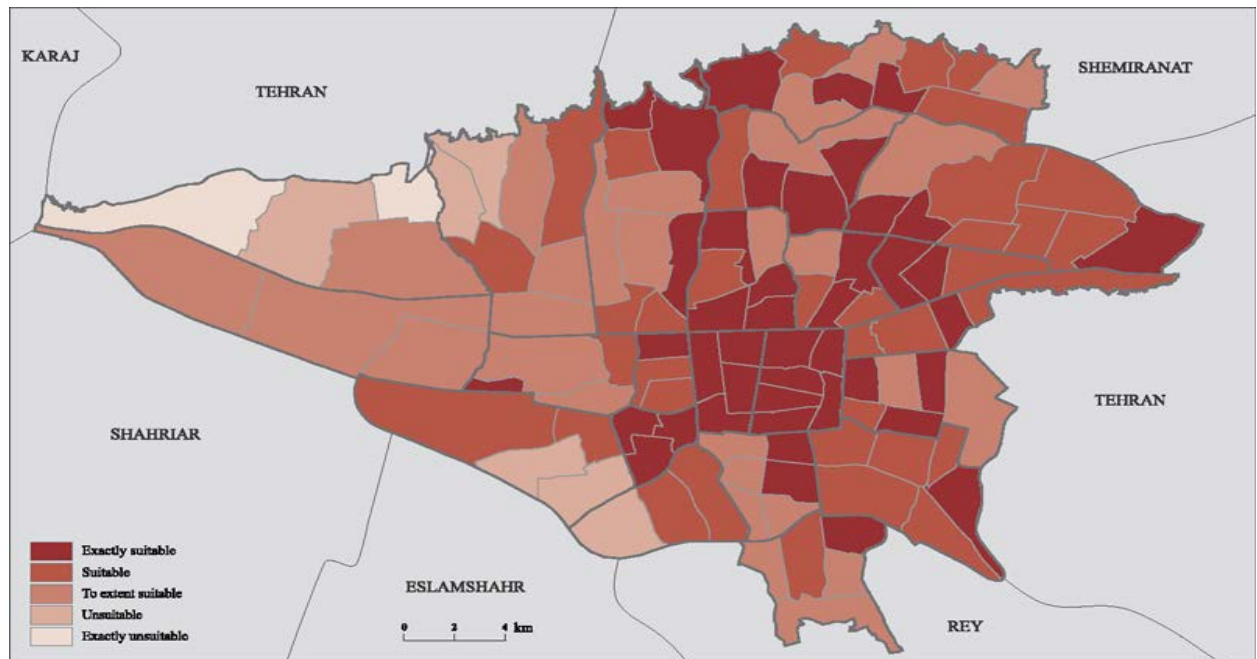 KARAJ
TEHRAN
SHEMIRANAT
TEHRAN
SHAHRIAR
ESLAMSHAHR
REY
Exactly suitable
Suitable
To extent suitable
Unsuitable
Exactly unsuitable
0 2 4 km